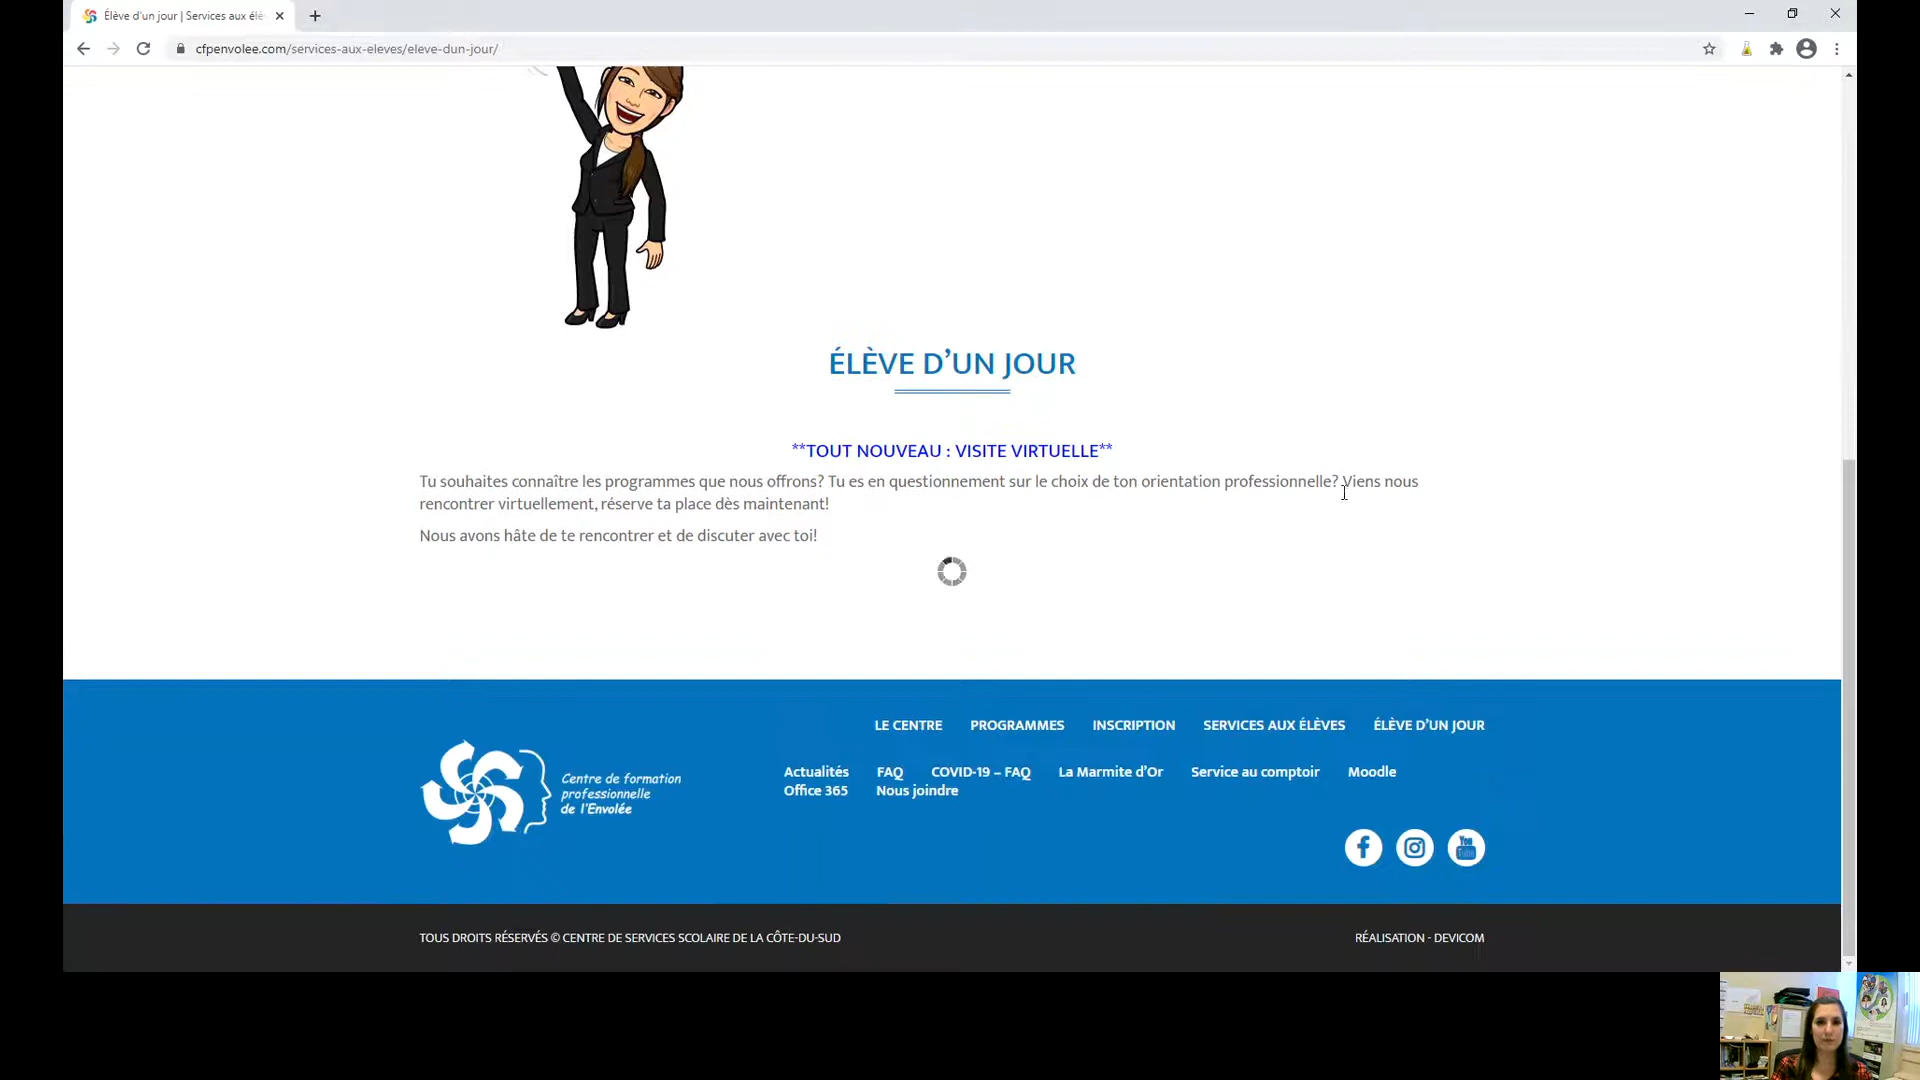 Élève d'un jour | Services aux élè
cfpenvolee.com/services-aux-eleves/eleve-dun-jour/
ÉLÈVE D’UN JOUR
**TOUT NOUVEAU : VISITE VIRTUELLE**
Tu souhaites connaître les programmes que nous offrons? Tu es en questionnement sur le choix de ton orientation professionnelle? Viens nous
rencontrer virtuellement, réserve ta place dès maintenant!
Nous avons hâte de te rencontrer et de discuter avec toi!
LE CENTRE PROGRAMMES INSCRIPTION SERVICES AUX ÉLÈVES ÉLÈVE D’UN JOUR
Actualités FAQ COVID-19 – FAQ La Marmite d’Or Service au comptoir Moodle
Office 365 Nous joindre
Centre de formation
professionnelle
de l’Envolée
You
Tube
TOUS DROITS RÉSERVÉS © CENTRE DE SERVICES SCOLAIRE DE LA CÔTE-DU-SUD
RÉALISATION - DEVICOM